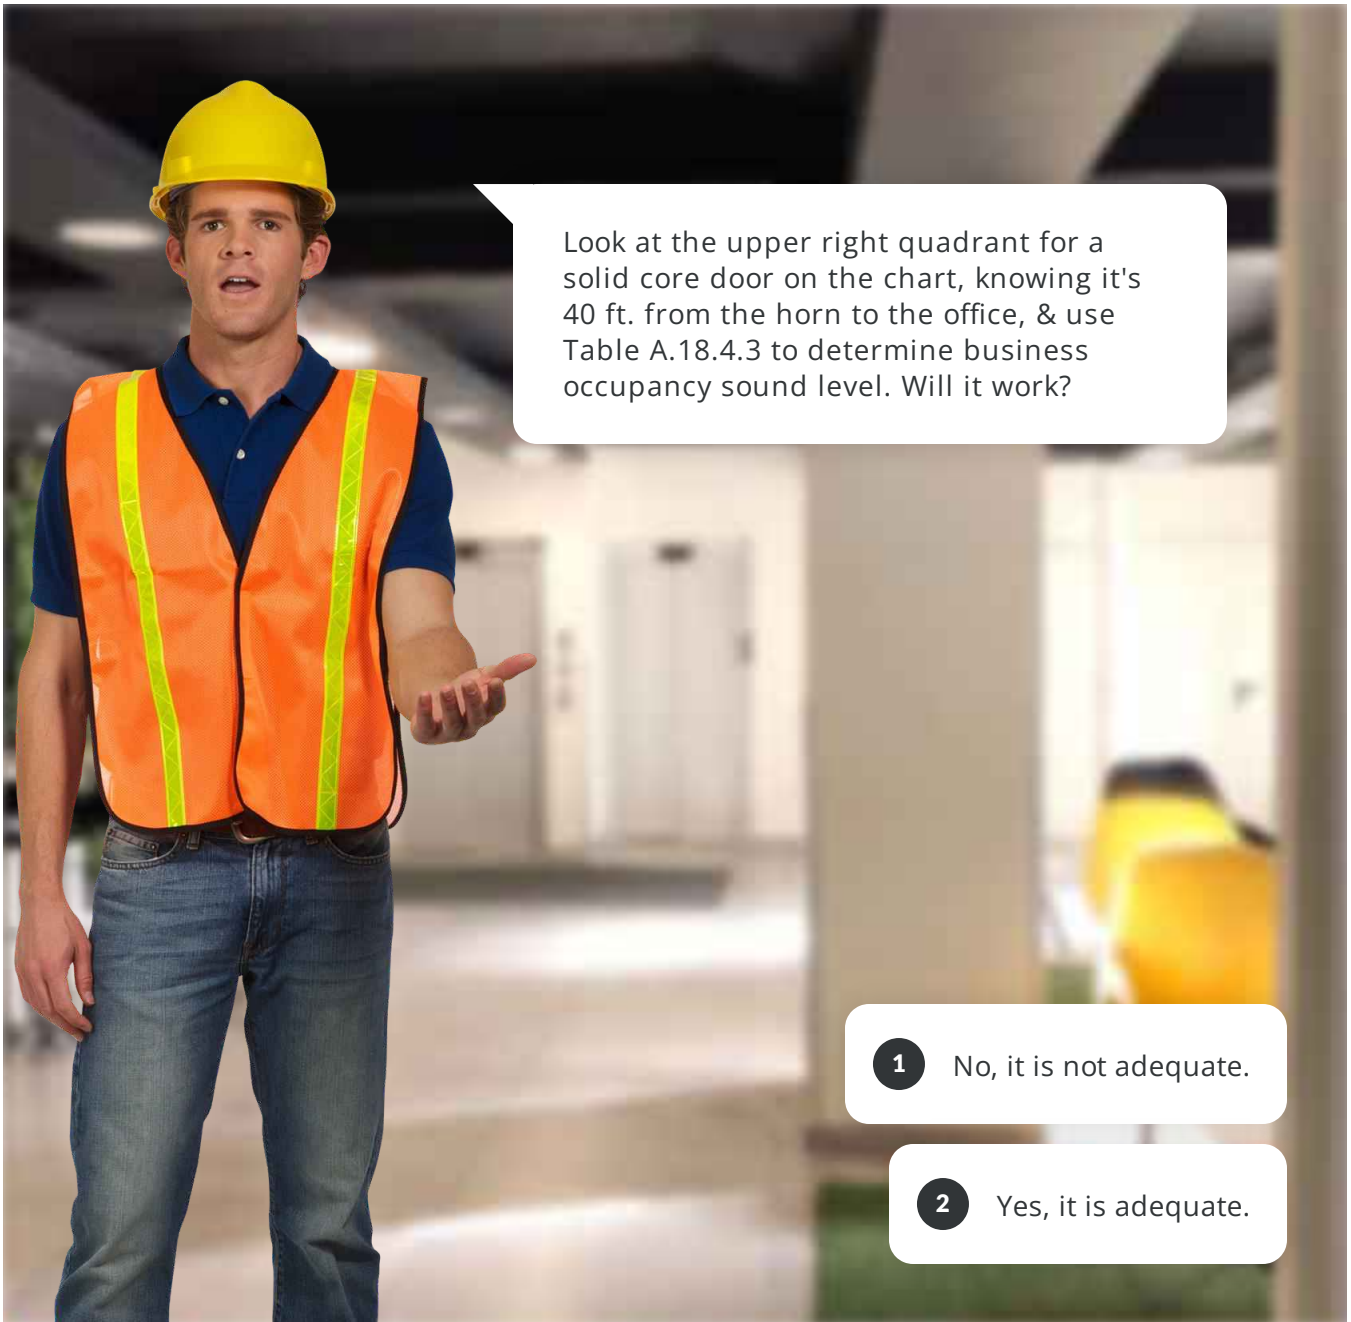 Look at the upper right quadrant for a
solid core door on the chart, knowing it's
40 ft. from the horn to the office, & use
Table A.18.4.3 to determine business
occupancy sound level. Will it work?
1 No, it is not adequate.
2 Yes, it is adequate.